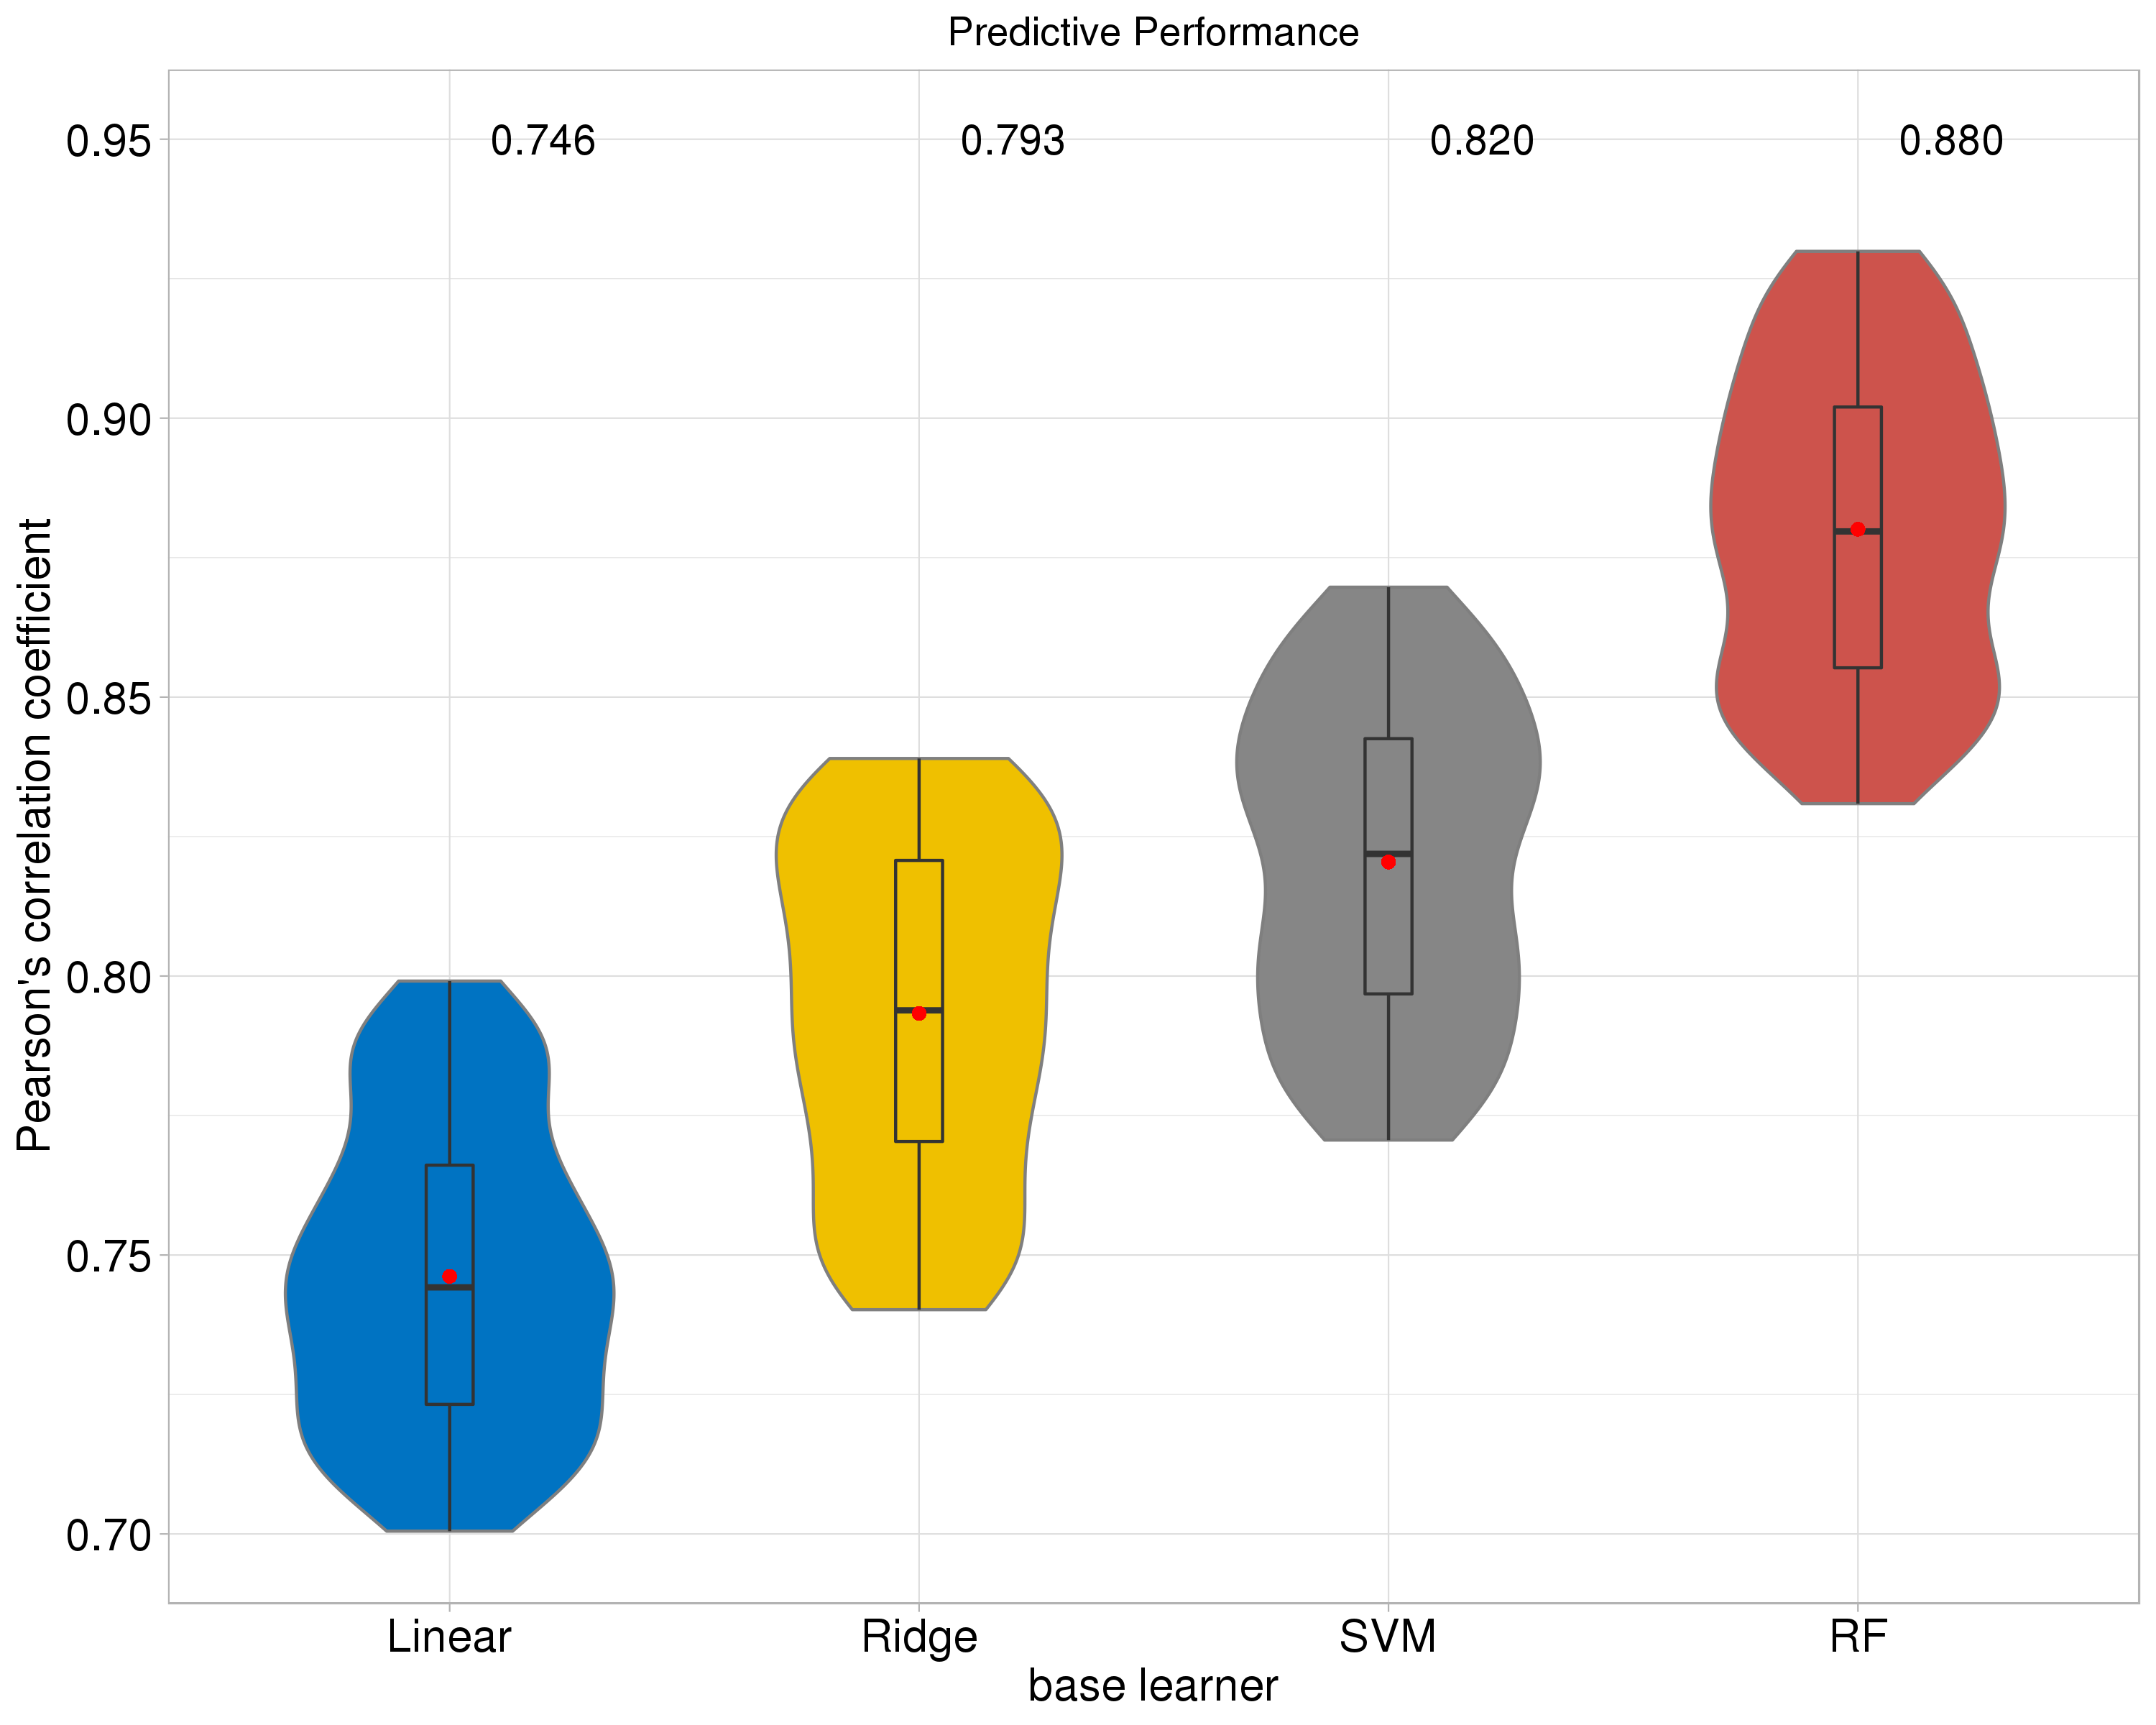 Predictive Performance
0.746 0.793 0.820 0.880
0.95
0.90
0.85
0.80
0.75
0.70
Pearson's correlation coefficient
Linear Ridge SVM RF
base learner